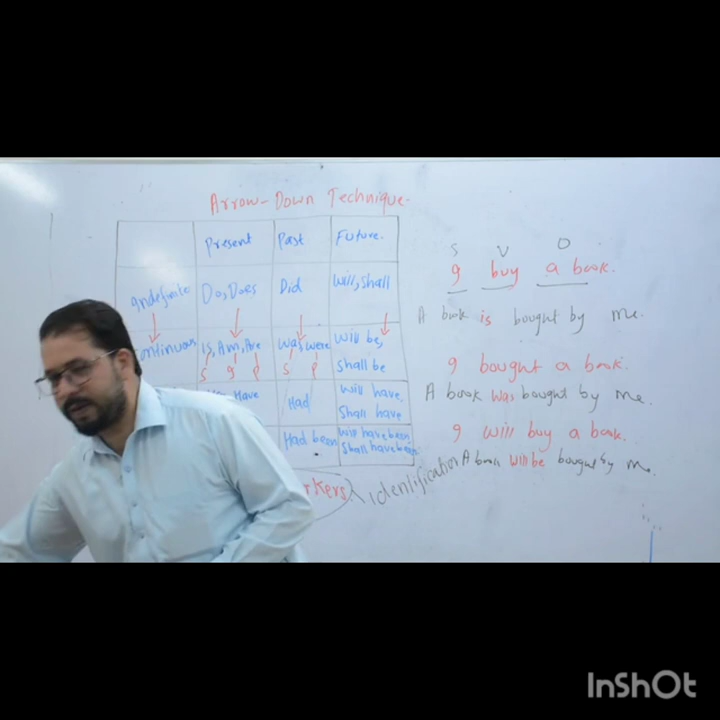 Arrow-Down Technique.
Present Past Future.
Indefinite Do, Does Did Will, Shall
Continuous Is, Am, Are Was, were Will be, Shall be
S I P S P
Have Had Will have. Shall have
Had been Will have been Shall have been
identification
S V O
I buy a book.
A book is bought by me.
I bought a book.
A book was bought by me.
I will buy a book.
A book will be bought by me.
InShOt